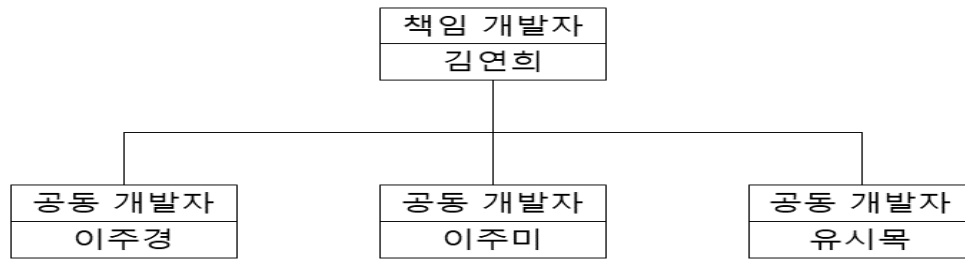 책임 개발자
김연희
공동 개발자
이주경
공동 개발자
이주미
공동 개발자
유시목